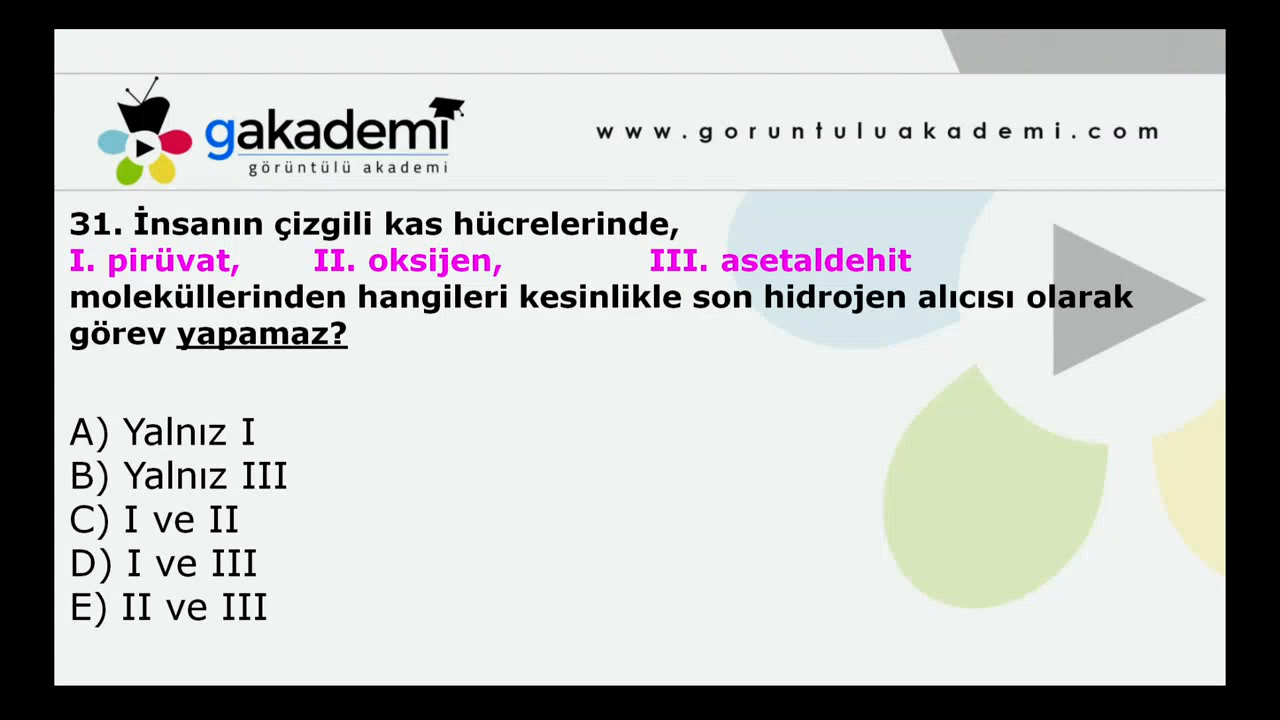 gakademi
görüntülü akademi
www.goruntuluakademi.com
31. İnsanın çizgili kas hücrelerinde,
I. pirüvat, II. oksijen, III. asetaldehit
moleküllerinden hangileri kesinlikle son hidrojen alıcısı olarak
görev yapamaz?
A) Yalnız I
B) Yalnız III
C) I ve II
D) I ve III
E) II ve III